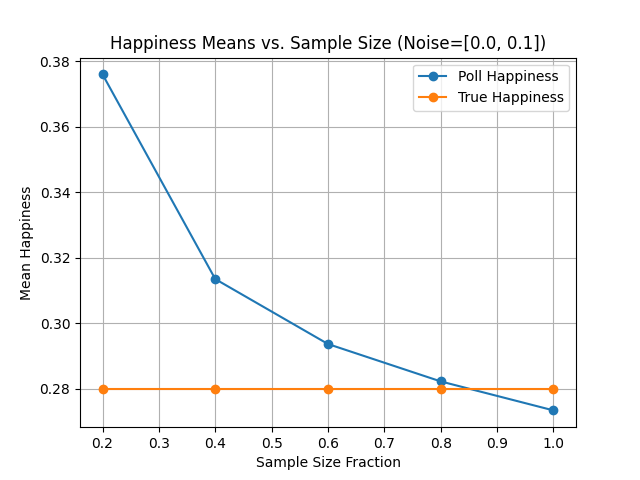 Happiness Means vs. Sample Size (Noise=[0.0, 0.1])
Poll Happiness
True Happiness
Mean Happiness
0.38
0.36
0.34
0.32
0.30
0.28
0.2 0.3 0.4 0.5 0.6 0.7 0.8 0.9 1.0
Sample Size Fraction